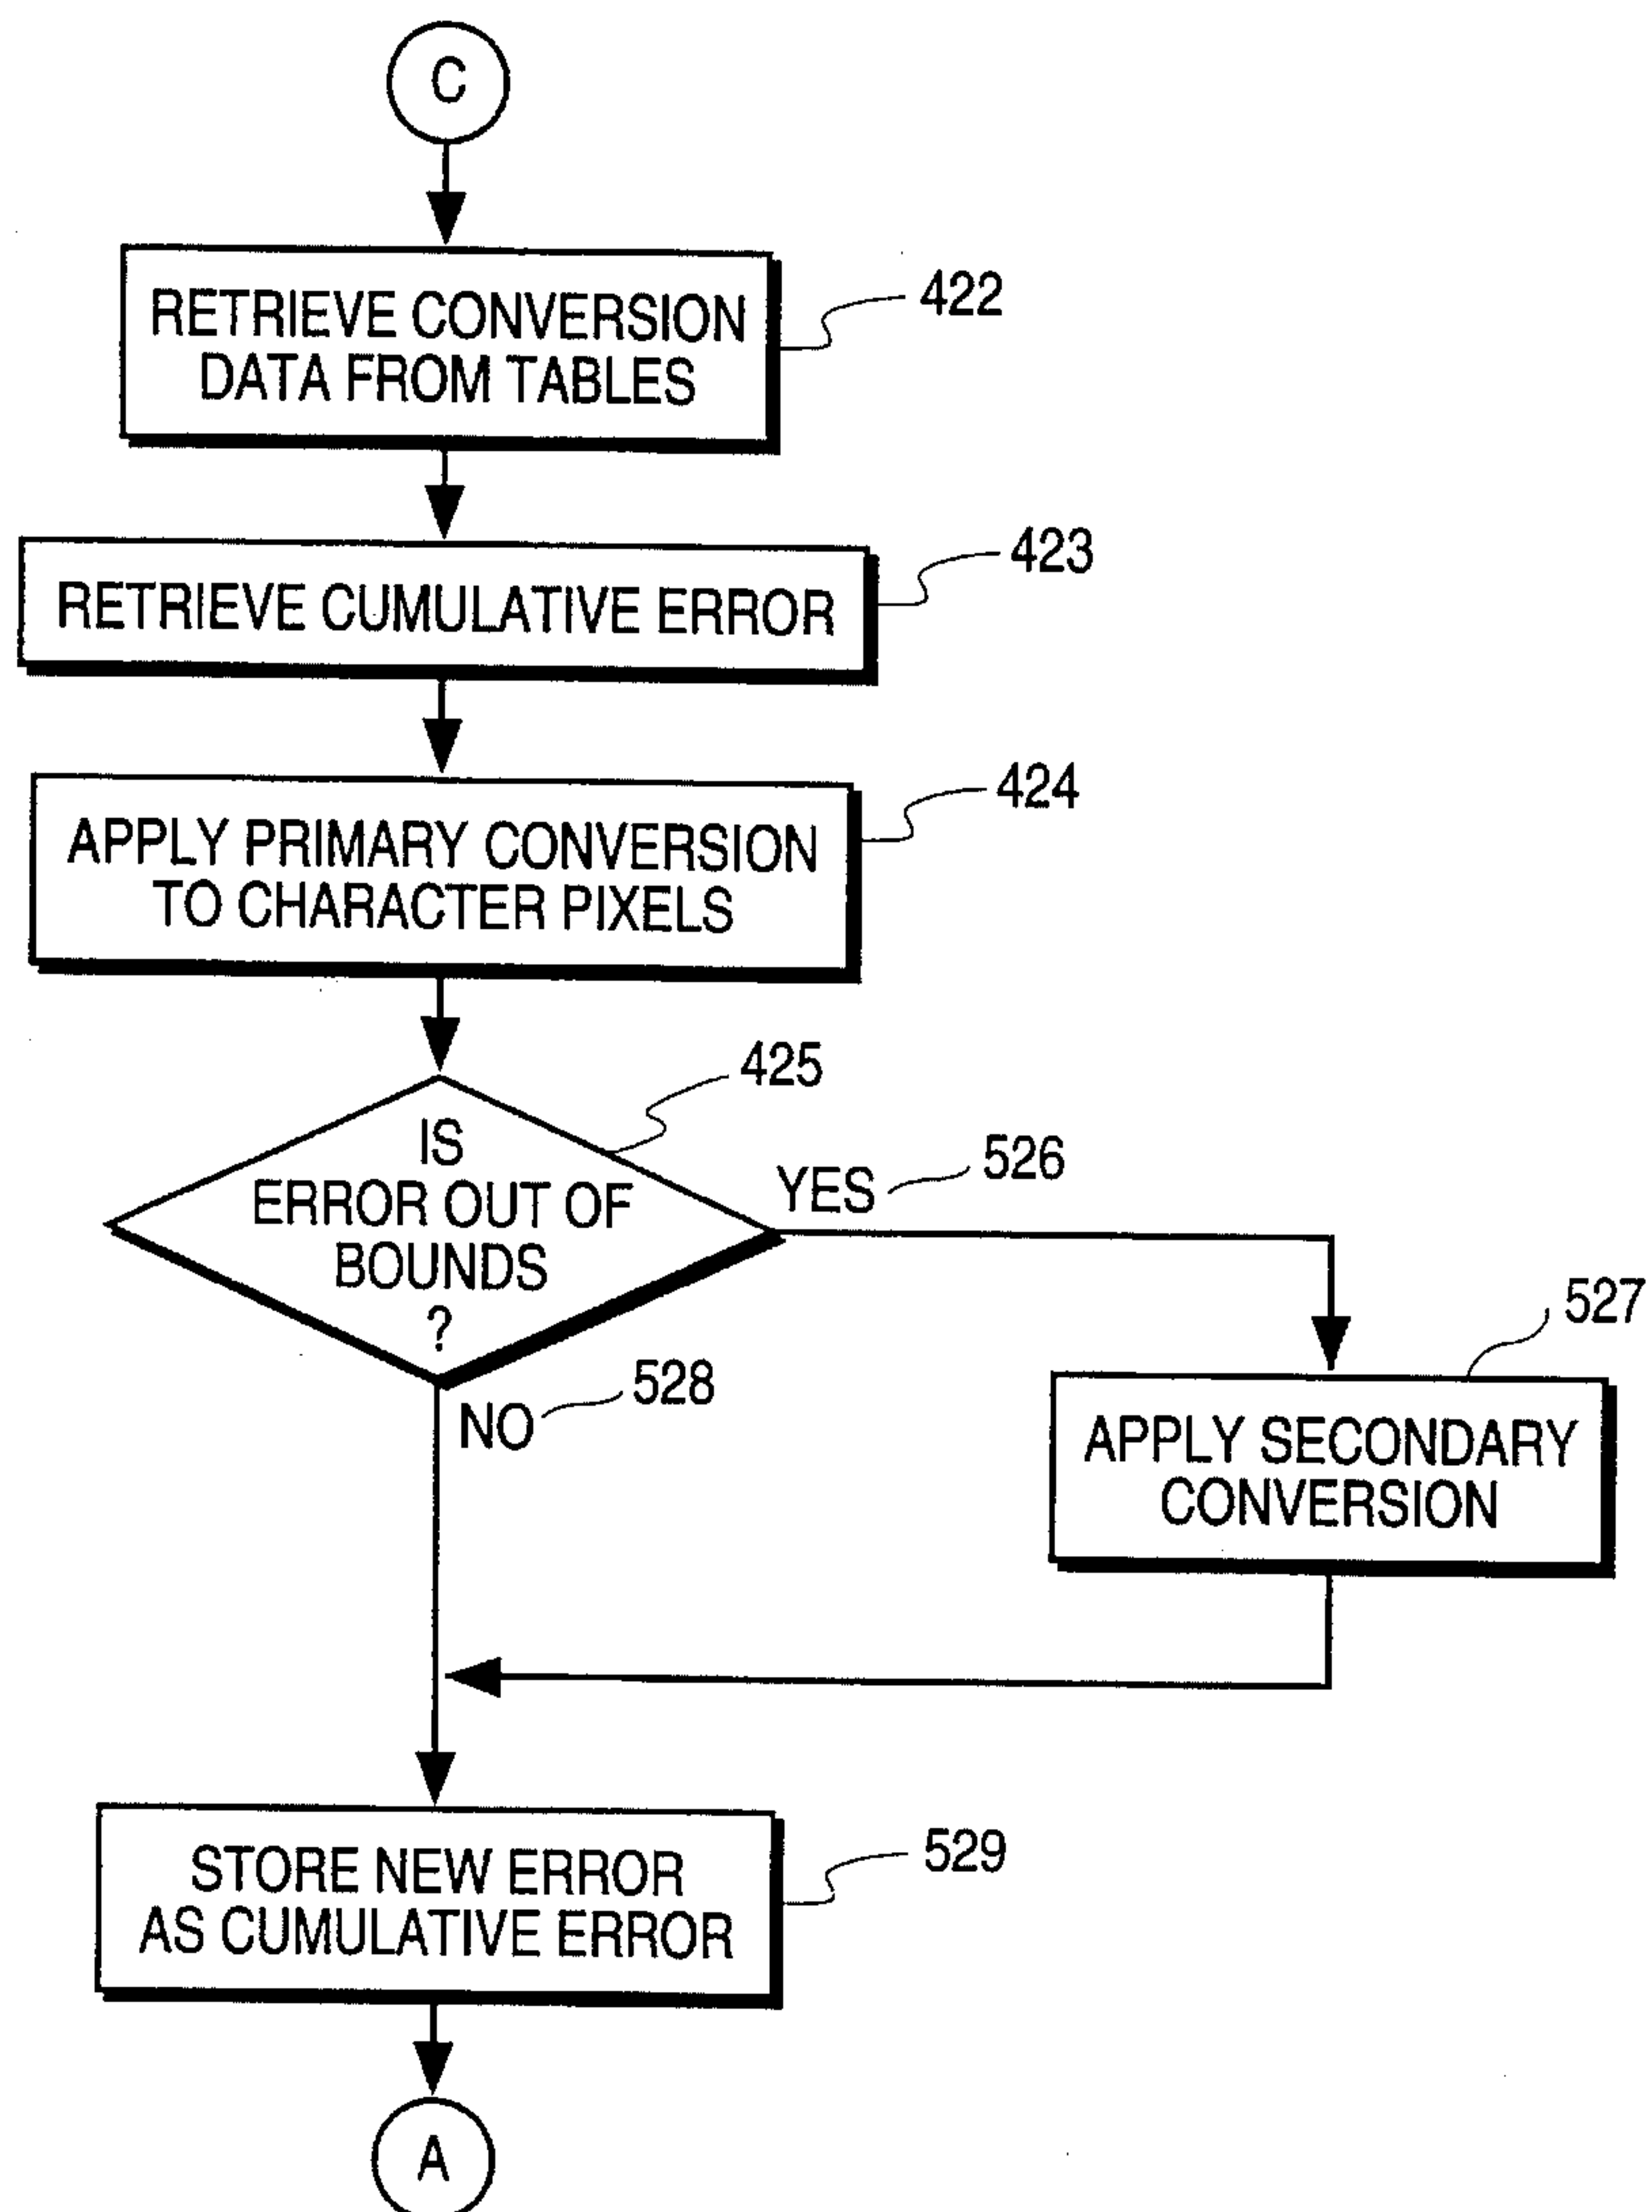 C
RETRIEVE CONVERSION
DATA FROM TABLES
422
RETRIEVE CUMULATIVE ERROR
423
APPLY PRIMARY CONVERSION
TO CHARACTER PIXELS
424
IS
ERROR OUT OF
BOUNDS
?
425
YES
526
NO
528
APPLY SECONDARY
CONVERSION
527
STORE NEW ERROR
AS CUMULATIVE ERROR
529
A